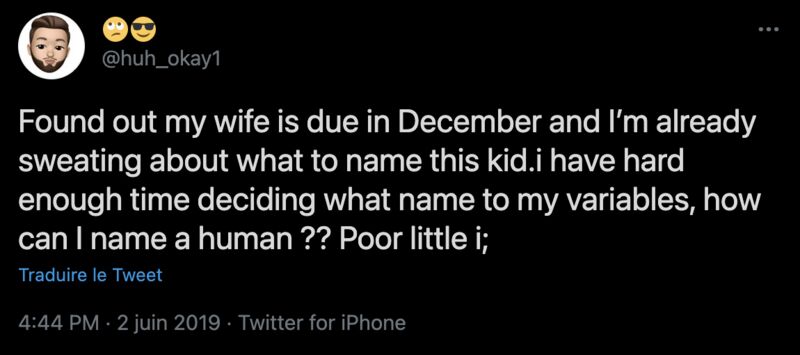 🙄😎
@huh_okay1
Found out my wife is due in December and I’m already
sweating about what to name this kid.i have hard
enough time deciding what name to my variables, how
can I name a human ?? Poor little i;
Traduire le Tweet
4:44 PM · 2 juin 2019 · Twitter for iPhone